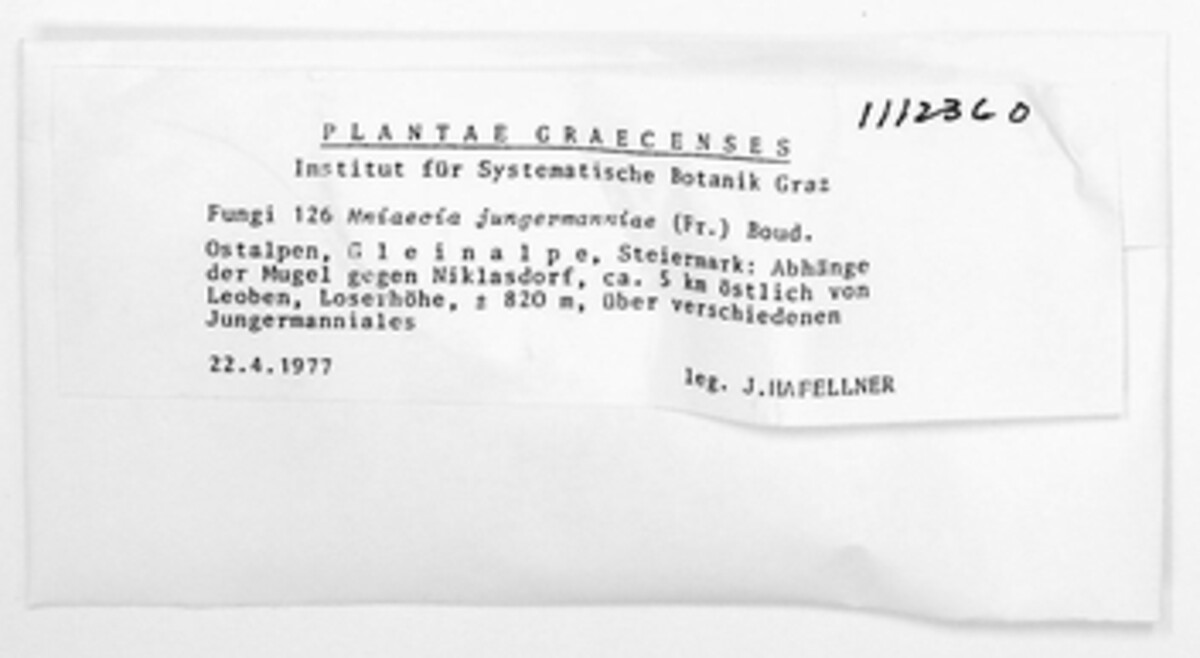 1112360
PLANTAE GRAECENSES
Institut für Systematische Botanik Graz
Fungi 126 Mniaecia jungermanniae (Fr.) Boud.
Ostalpen, G l e i n a l p e, Steiermark: Abhänge
der Mugel gegen Niklasdorf, ca. 5 km östlich von
Leoben, Loserhöhe, ± 820 m, über verschiedenen
Jungermanniales
22.4.1977
leg. J.HAFELLNER